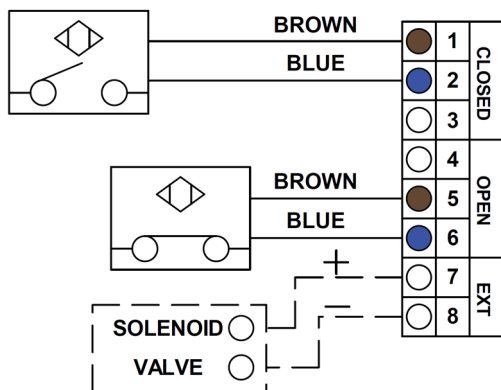 BROWN
BLUE
1
2
3
CLOSED
4
5
6
OPEN
7
8
EXT
BROWN
BLUE
+
−
SOLENOID
VALVE